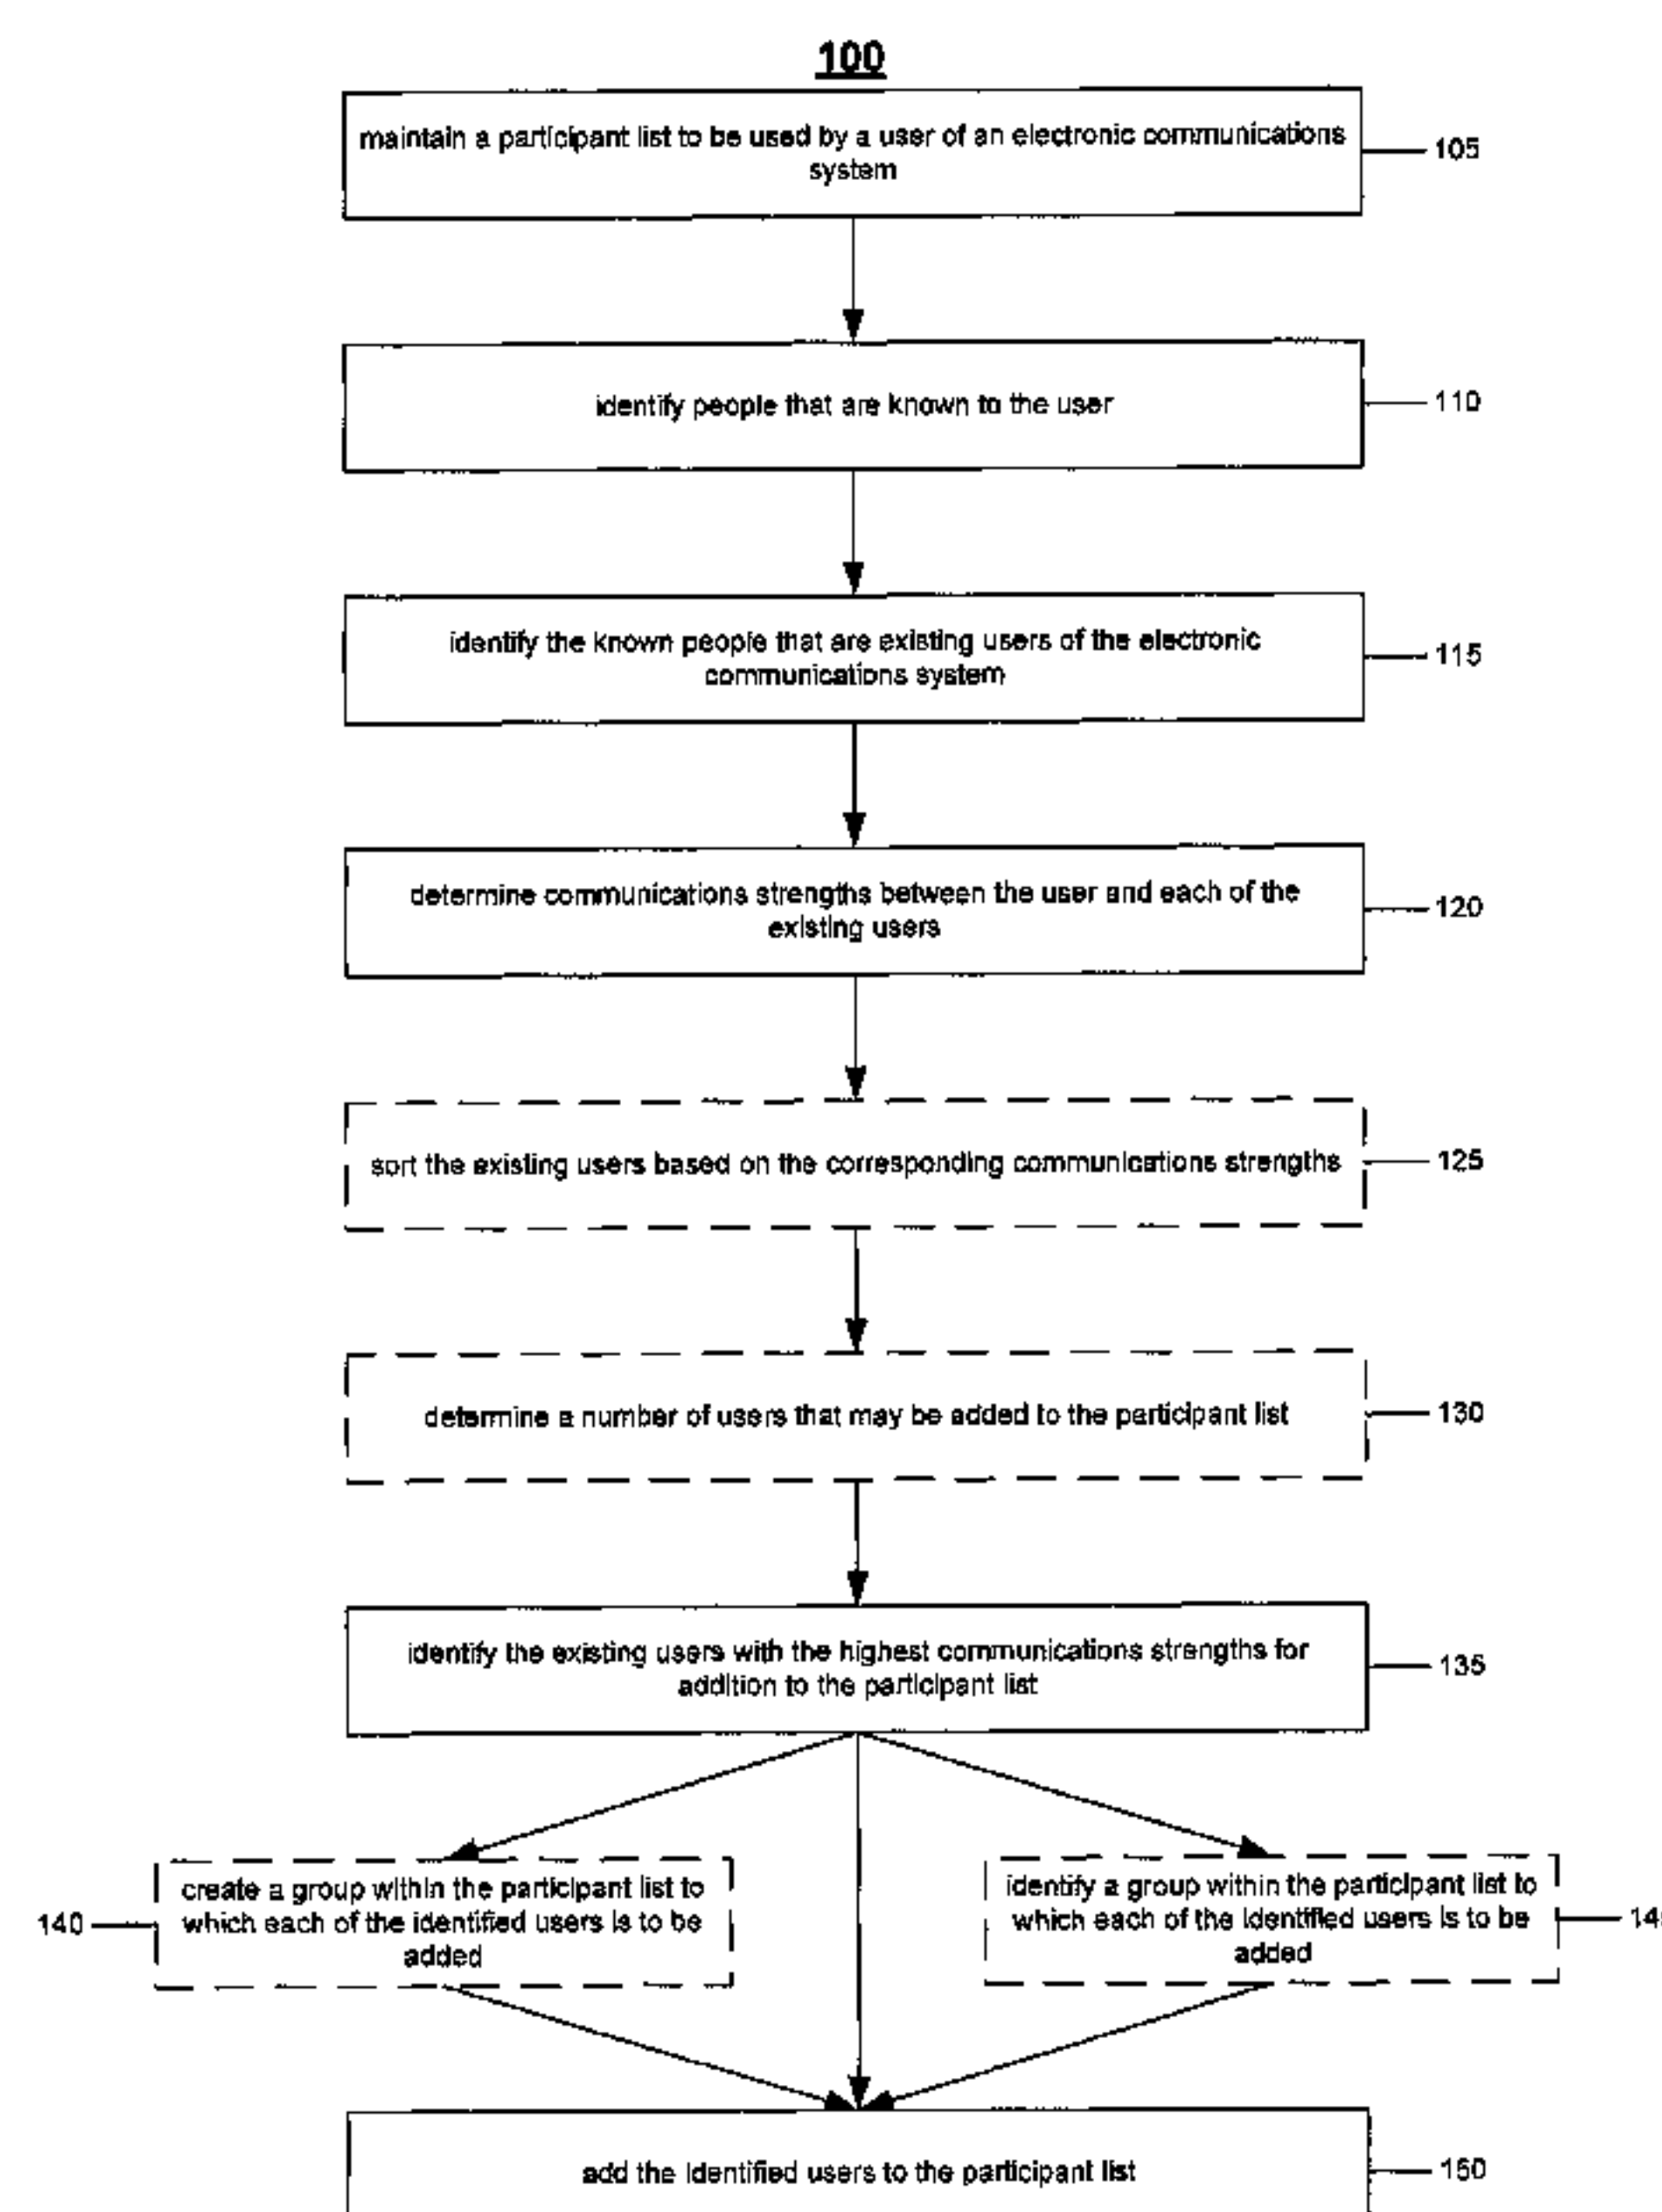 100
maintain a participant list to be used by a user of an electronic communications
system
105
identify people that are known to the user
110
identify the known people that are existing users of the electronic
communications system
115
determine communications strengths between the user and each of the
existing users
120
sort the existing users based on the corresponding communications strengths
125
determine a number of users that may be added to the participant list
130
identify the existing users with the highest communications strengths for
addition to the participant list
135
140
create a group within the participant list to
which each of the identified users is to be
added
identify a group within the participant list to
which each of the identified users is to be
added
add the identified users to the participant list
150